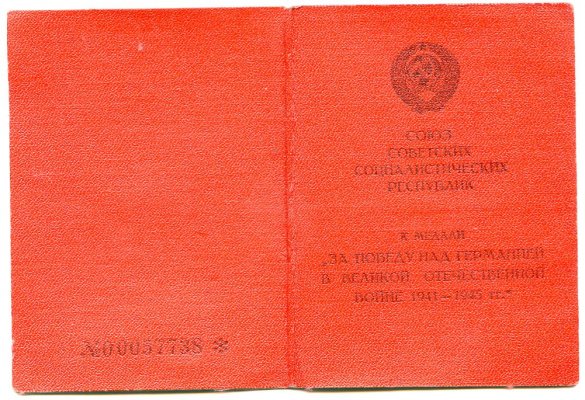 СОЮЗ
СОВЕТСКИХ
СОЦИАЛИСТИЧЕСКИХ
РЕСПУБЛИК
К МЕДАЛИ
„ЗА ПОБЕДУ НАД ГЕРМАНИЕЙ
В ВЕЛИКОЙ ОТЕЧЕСТВЕННОЙ
ВОЙНЕ 1941—1945 гг.“
№00057738 *